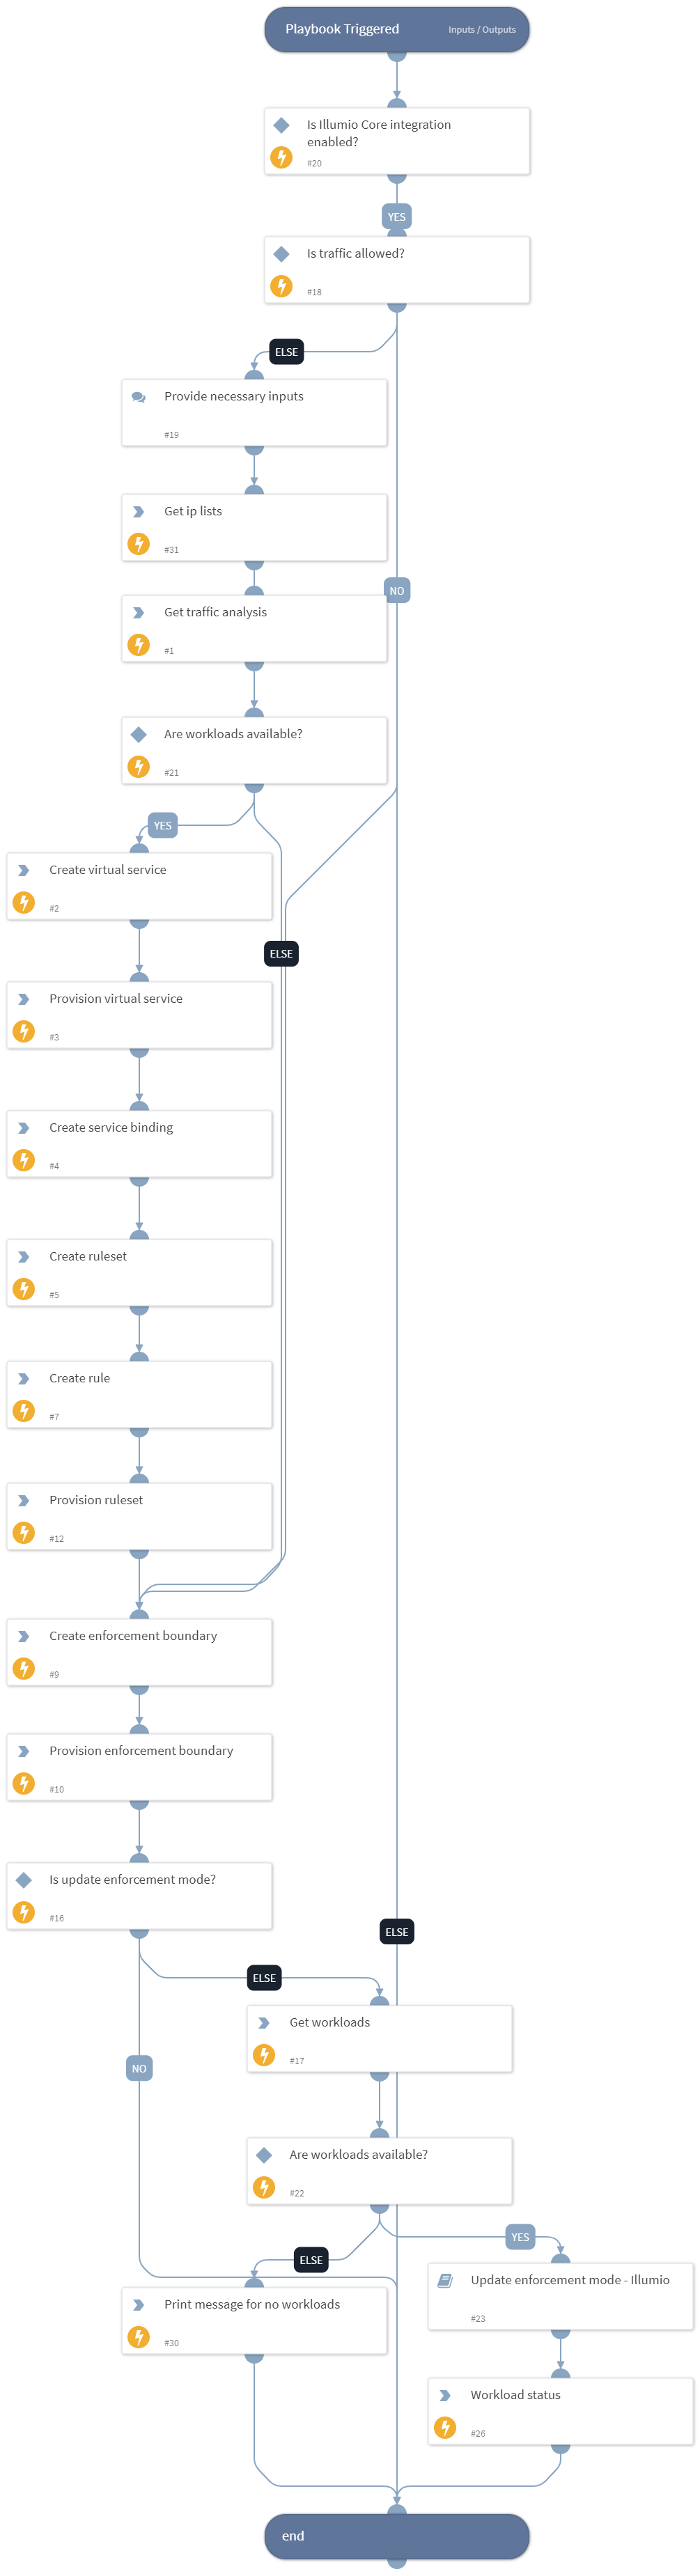 Playbook Triggered
Inputs / Outputs
Is Illumio Core integration
enabled?
#20
YES
Is traffic allowed?
#18
ELSE
Provide necessary inputs
#19
Get ip lists
#31
NO
Get traffic analysis
#1
Are workloads available?
#21
YES
Create virtual service
#2
ELSE
Provision virtual service
#3
Create service binding
#4
Create ruleset
#5
Create rule
#7
Provision ruleset
#12
Create enforcement boundary
#9
Provision enforcement boundary
#10
Is update enforcement mode?
#16
ELSE
ELSE
Get workloads
#17
NO
Are workloads available?
#22
YES
ELSE
Update enforcement mode - Illumio
#23
Print message for no workloads
#30
Workload status
#26
end